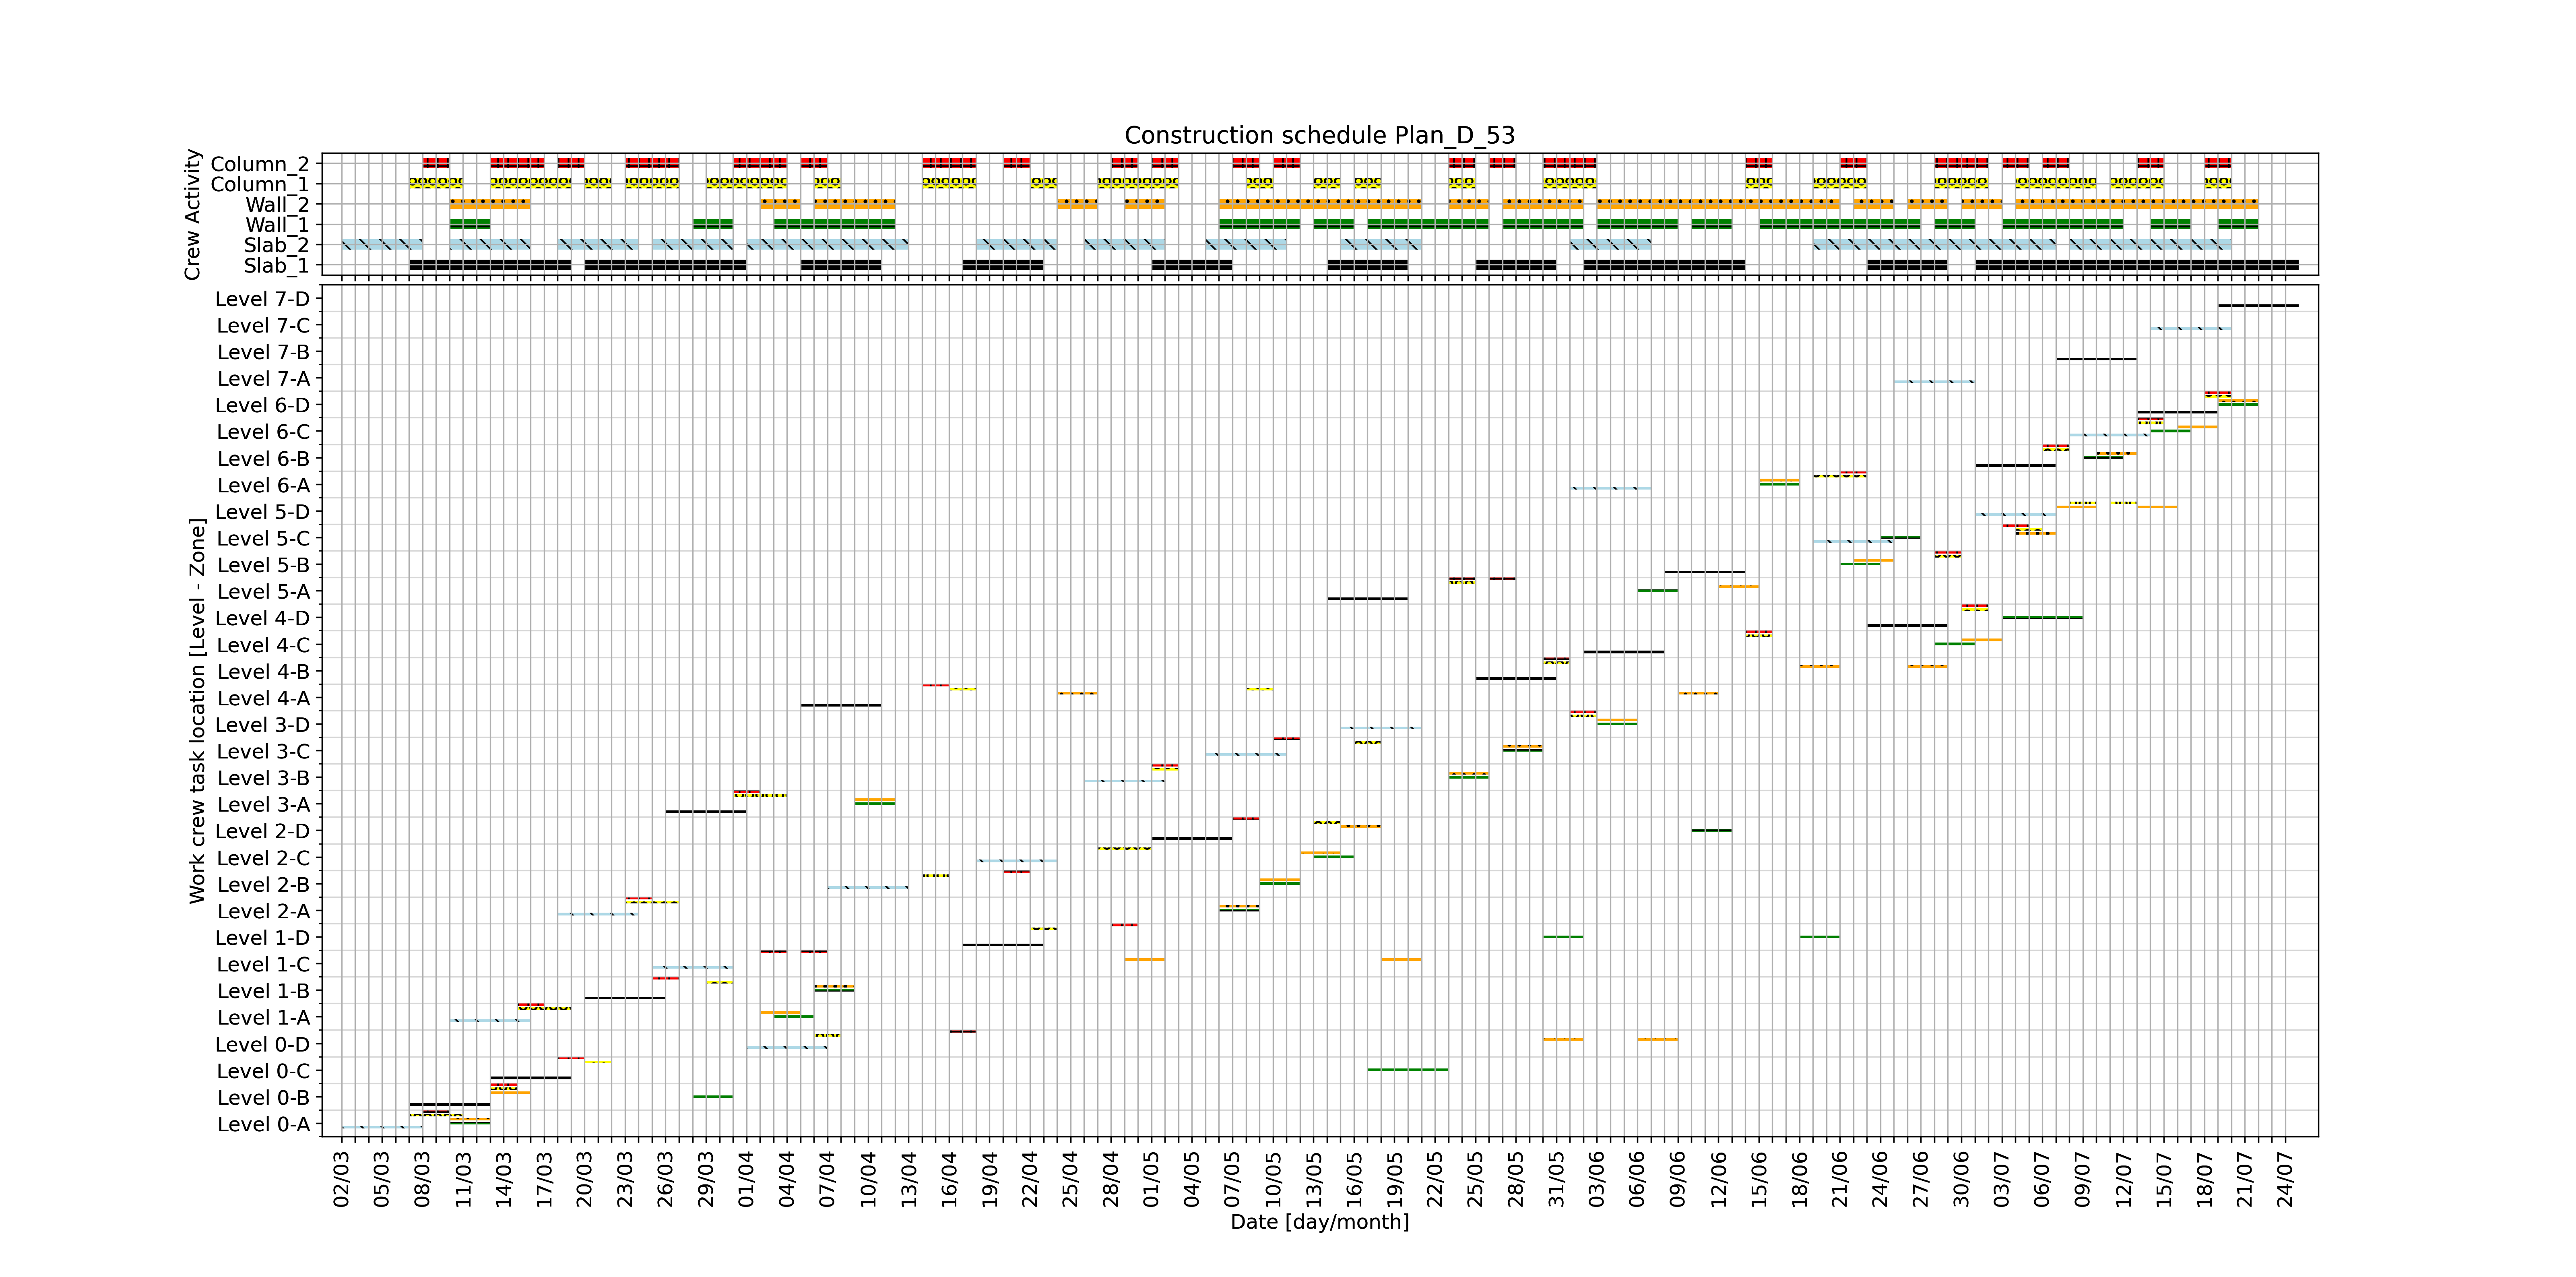 Construction schedule Plan_D_53
Crew Activity
Column_2
Column_1
Wall_2
Wall_1
Slab_2
Slab_1
Work crew task location [Level - Zone]
Level 7-D
Level 7-C
Level 7-B
Level 7-A
Level 6-D
Level 6-C
Level 6-B
Level 6-A
Level 5-D
Level 5-C
Level 5-B
Level 5-A
Level 4-D
Level 4-C
Level 4-B
Level 4-A
Level 3-D
Level 3-C
Level 3-B
Level 3-A
Level 2-D
Level 2-C
Level 2-B
Level 2-A
Level 1-D
Level 1-C
Level 1-B
Level 1-A
Level 0-D
Level 0-C
Level 0-B
Level 0-A
02/03 05/03 08/03 11/03 14/03 17/03 20/03 23/03 26/03 29/03 01/04 04/04 07/04 10/04 13/04 16/04 19/04 22/04 25/04 28/04 01/05 04/05 07/05 10/05 13/05 16/05 19/05 22/05 25/05 28/05 31/05 03/06 06/06 09/06 12/06 15/06 18/06 21/06 24/06 27/06 30/06 03/07 06/07 09/07 12/07 15/07 18/07 21/07 24/07
Date [day/month]